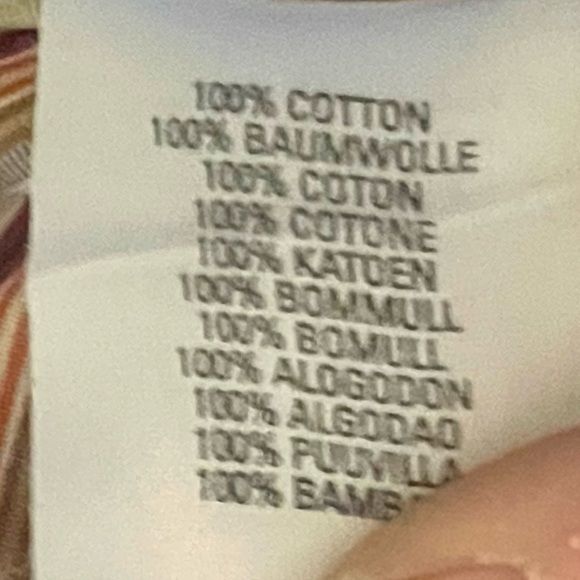 100% COTTON
100% BAUMWOLLE
100% COTON
100% COTONE
100% KATOEN
100% BOMMULL
100% BOMULL
100% ALOGODON
100% ALGODAO
100% PUUVILLA
100%